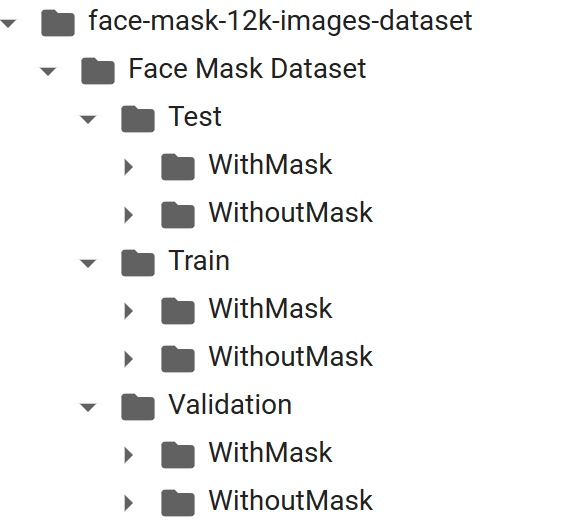 face-mask-12k-images-dataset
Face Mask Dataset
Test
WithMask
WithoutMask
Train
WithMask
WithoutMask
Validation
WithMask
WithoutMask